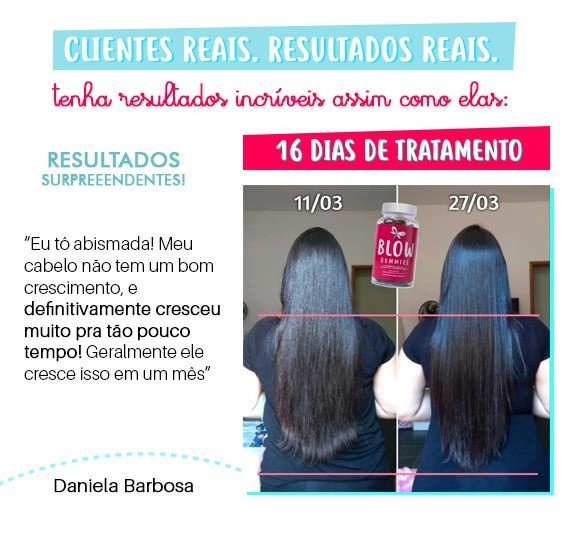 CLIENTES REAIS. RESULTADOS REAIS.
tenha resultados incríveis assim como elas:
RESULTADOS
SURPREEENDENTES!
16 DIAS DE TRATAMENTO
11/03
27/03
BLOW
GUMMIES
“Eu tô abismada! Meu
cabelo não tem um bom
crescimento, e
definitivamente cresceu
muito pra tão pouco
tempo! Geralmente ele
cresce isso em um mês”
Daniela Barbosa